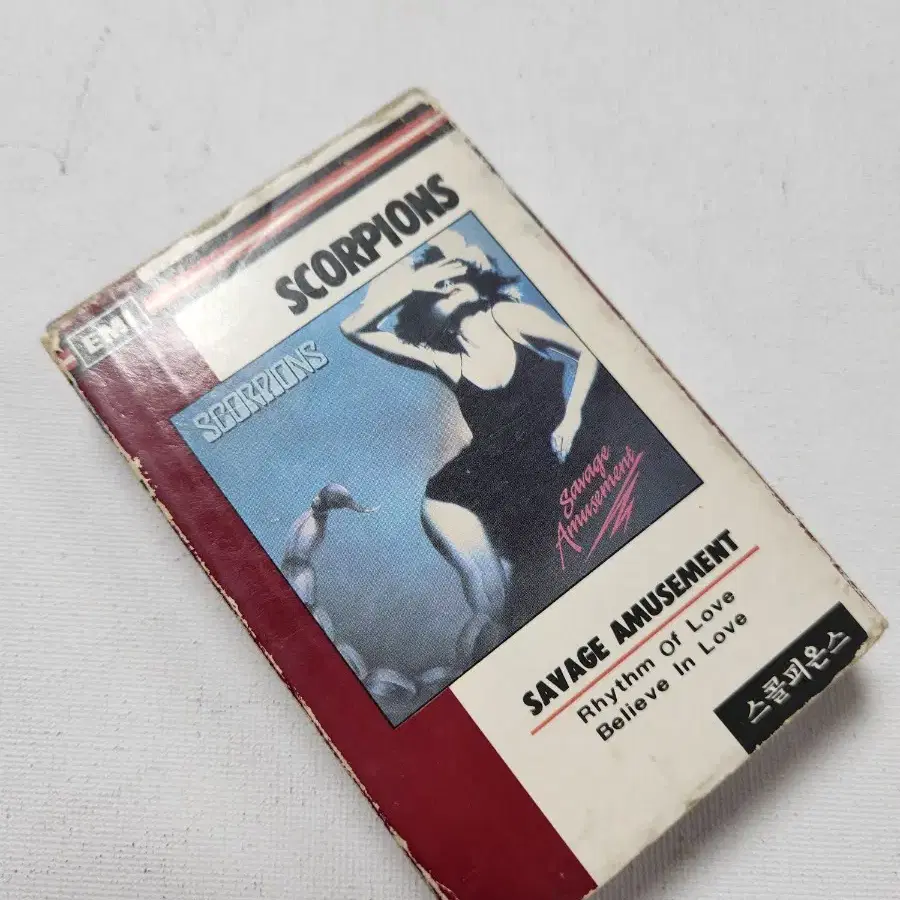 EMI
SCORPIONS
SCORPIONS
Savage
Amusement
SAVAGE AMUSEMENT
Rhythm Of Love
Believe In Love
스콜피온스